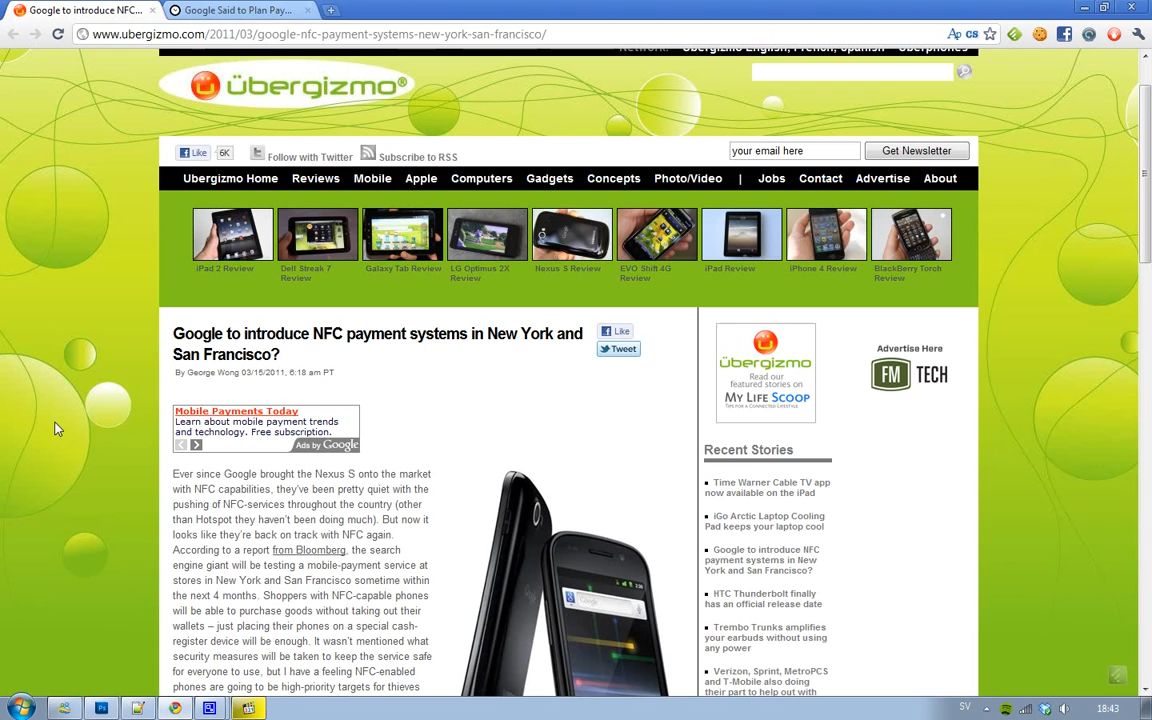 Google to introduce NFC...
Google Said to Plan Pay...
www.ubergizmo.com/2011/03/google-nfc-payment-systems-new-york-san-francisco/
Network: Ubergizmo English, French, Spanish Uberphones
übergizmo®
Like 6K
Follow with Twitter
Subscribe to RSS
your email here
Get Newsletter
Ubergizmo Home Reviews Mobile Apple Computers Gadgets Concepts Photo/Video | Jobs Contact Advertise About
iPad 2 Review
Dell Streak 7
Review
Galaxy Tab Review
LG Optimus 2X
Review
Nexus S Review
EVO Shift 4G
Review
iPad Review
iPhone 4 Review
BlackBerry Torch
Review
Google to introduce NFC payment systems in New York and
San Francisco?
Like
Tweet
By George Wong 03/15/2011, 6:18 am PT
Mobile Payments Today
Learn about mobile payment trends
and technology. Free subscription.
Ads by Google
Ever since Google brought the Nexus S onto the market
with NFC capabilities, they've been pretty quiet with the
pushing of NFC-services throughout the country (other
than Hotspot they haven't been doing much). But now it
looks like they're back on track with NFC again.
According to a report from Bloomberg, the search
engine giant will be testing a mobile-payment service at
stores in New York and San Francisco sometime within
the next 4 months. Shoppers with NFC-capable phones
will be able to purchase goods without taking out their
wallets – just placing their phones on a special cash-
register device will be enough. It wasn't mentioned what
security measures will be taken to keep the service safe
for everyone to use, but I have a feeling NFC-enabled
phones are going to be high-priority targets for thieves
übergizmo
Read our
featured stories on
MY LIFE SCOOP
TIPS FOR A CONNECTED LIFESTYLE
Advertise Here
FM TECH
Recent Stories
Time Warner Cable TV app
now available on the iPad
iGo Arctic Laptop Cooling
Pad keeps your laptop cool
Google to introduce NFC
payment systems in New
York and San Francisco?
HTC Thunderbolt finally
has an official release date
Trembo Trunks amplifies
your earbuds without using
any power
Verizon, Sprint, MetroPCS
and T-Mobile also doing
their part to help out with
SV
18:43